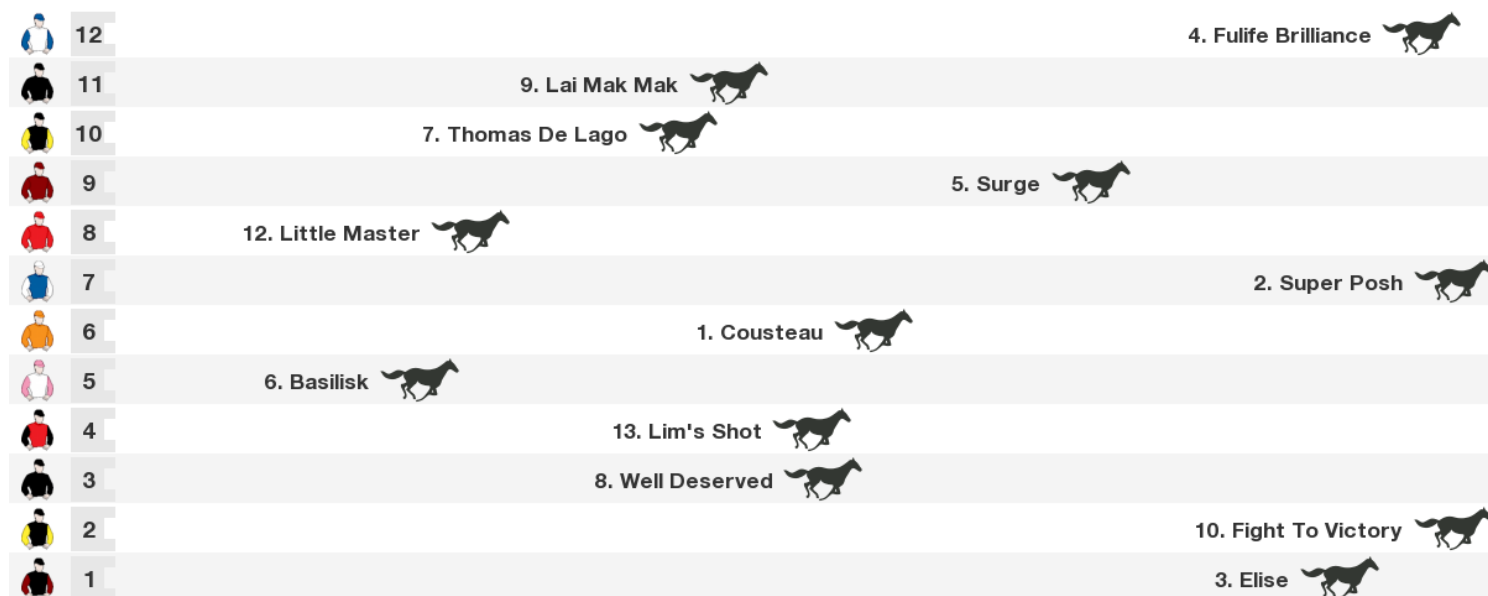 12 4. Fulife Brilliance
11 9. Lai Mak Mak
10 7. Thomas De Lago
9 5. Surge
8 12. Little Master
7 2. Super Posh
6 1. Cousteau
5 6. Basilisk
4 13. Lim's Shot
3 8. Well Deserved
2 10. Fight To Victory
1 3. Elise